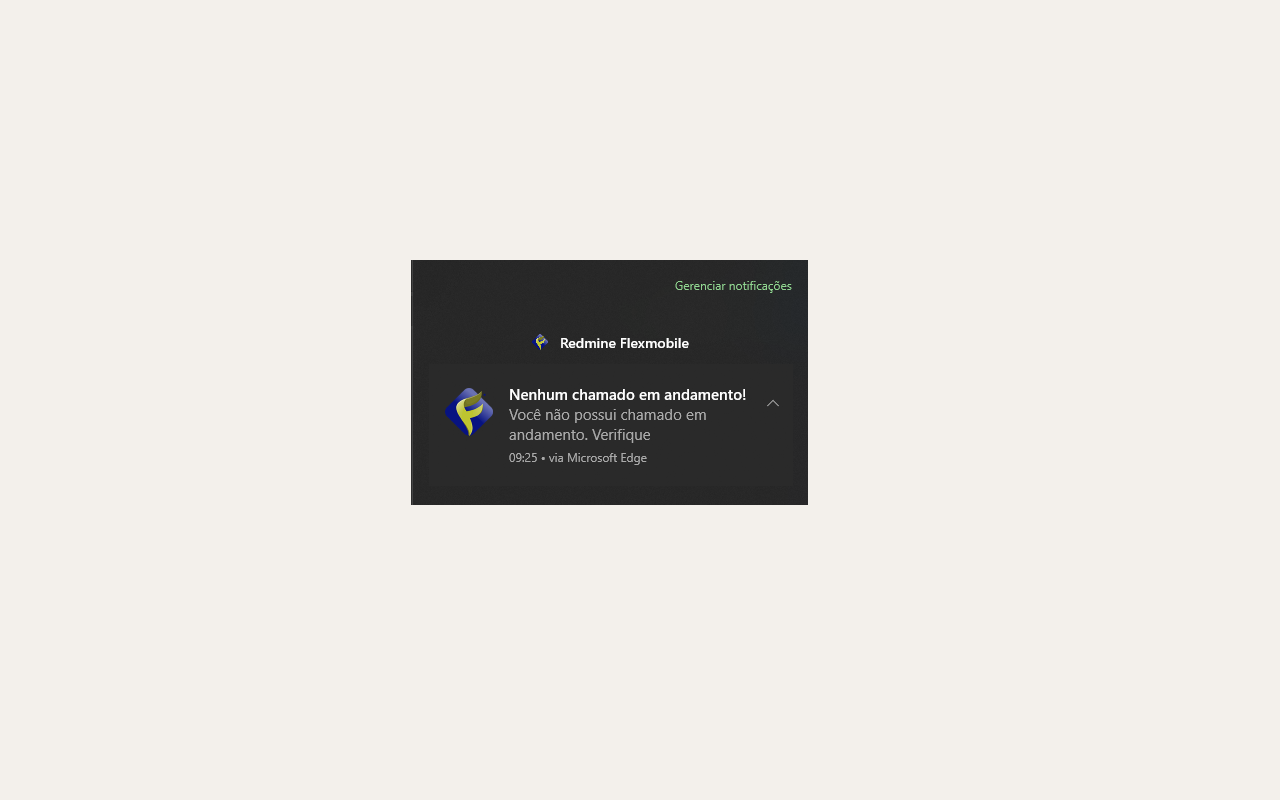 Gerenciar notificações
Redmine Flexmobile
Nenhum chamado em andamento!
Você não possui chamado em
andamento. Verifique
09:25 • via Microsoft Edge